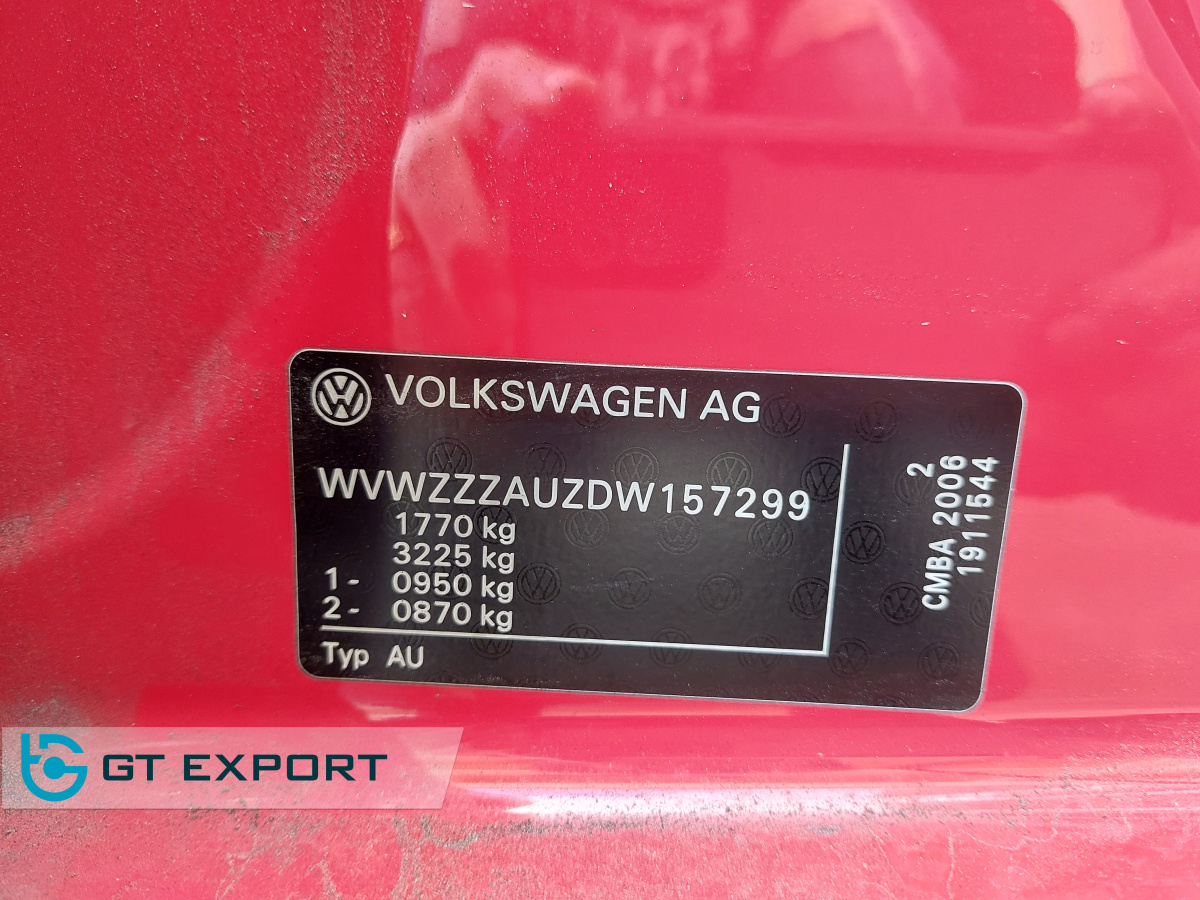 VOLKSWAGEN AG
WVWZZZAUZDW157299
1770 kg
3225 kg
1- 0950 kg
2- 0870 kg
Typ AU
2
CMBA 2006
1911544
GT EXPORT